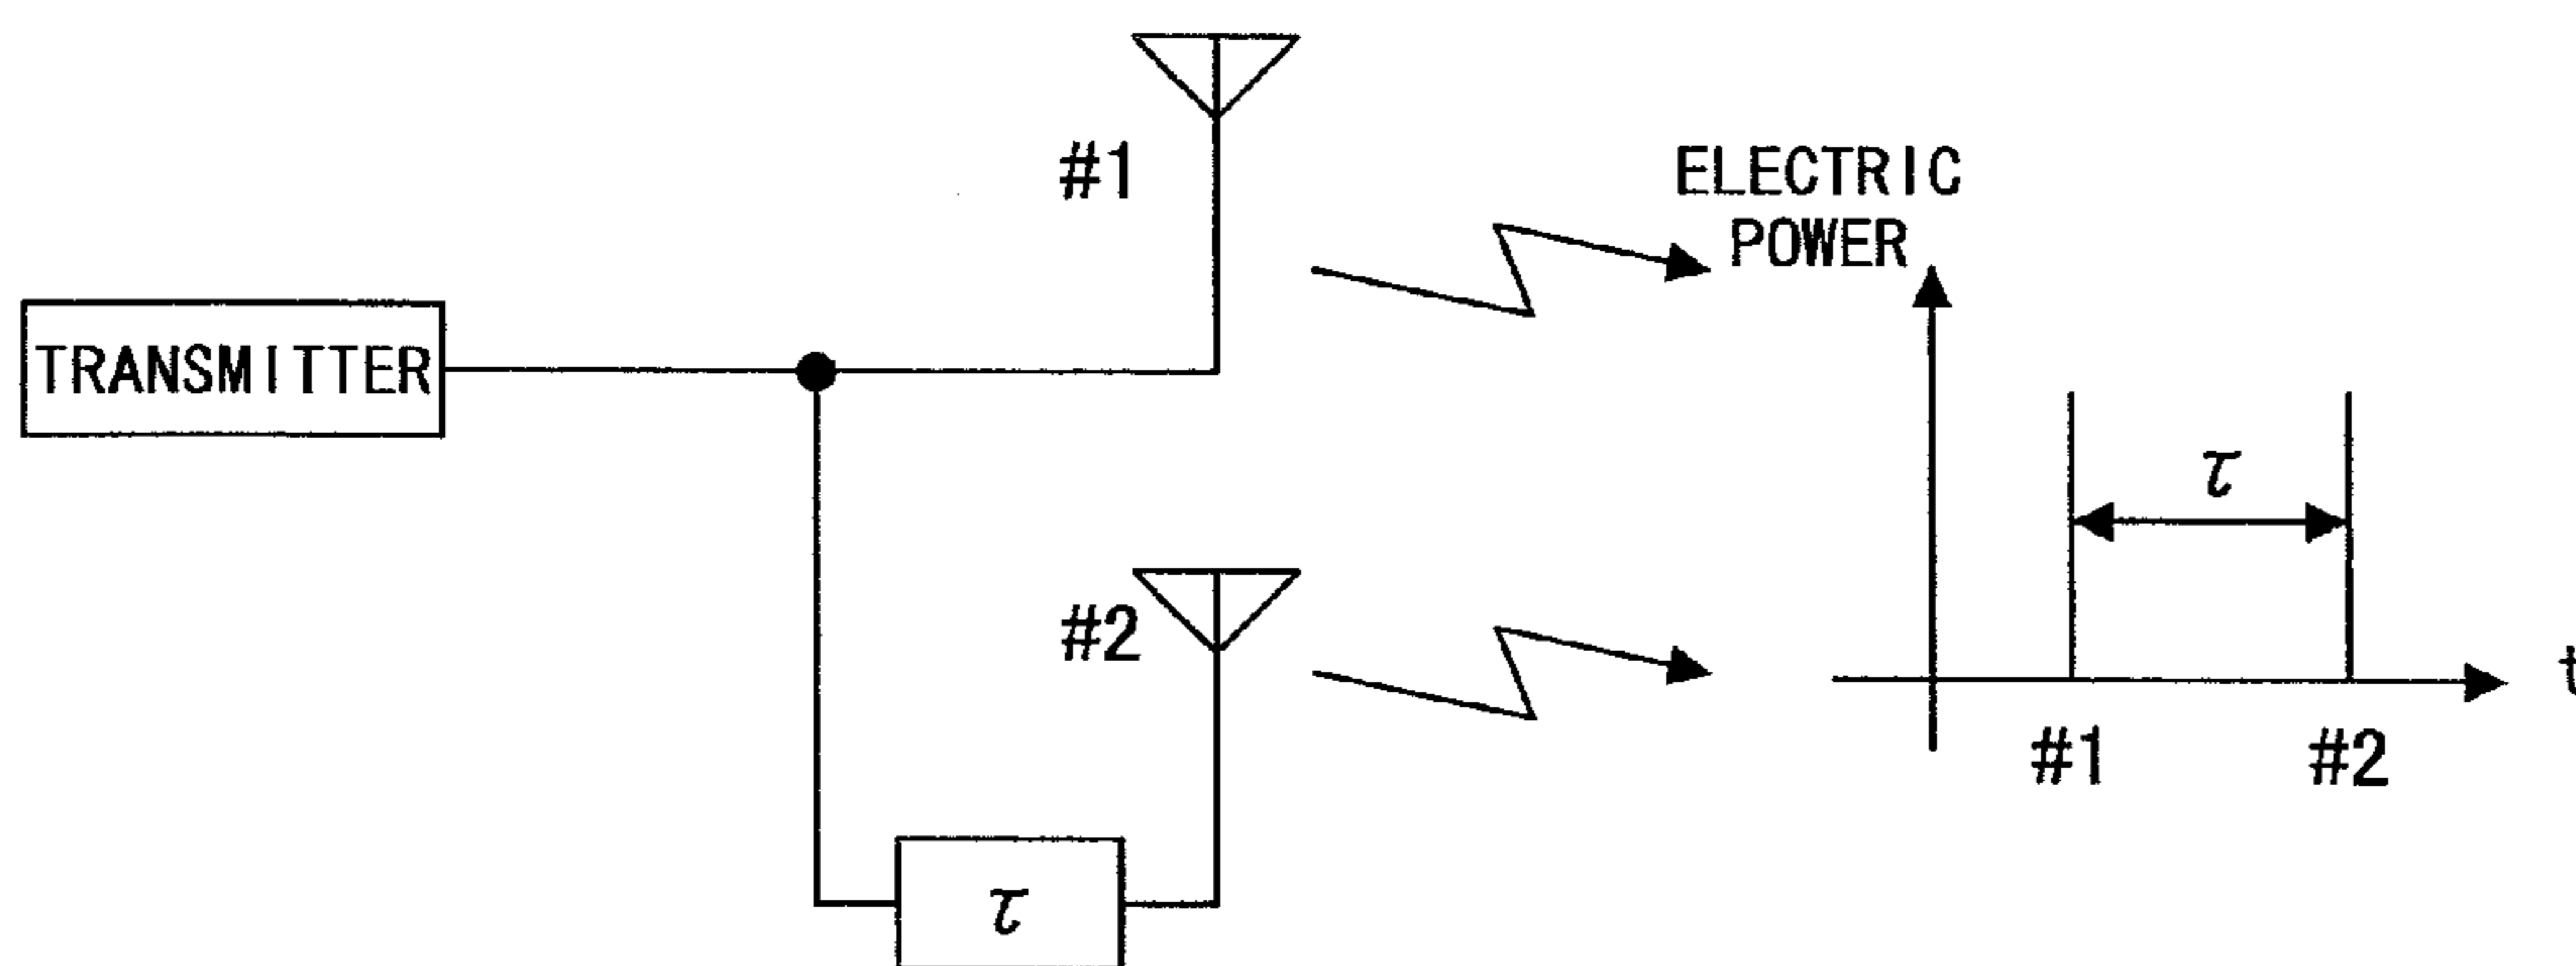 #1
ELECTRIC
POWER
TRANSMITTER
τ
#2
t
#1
#2
τ